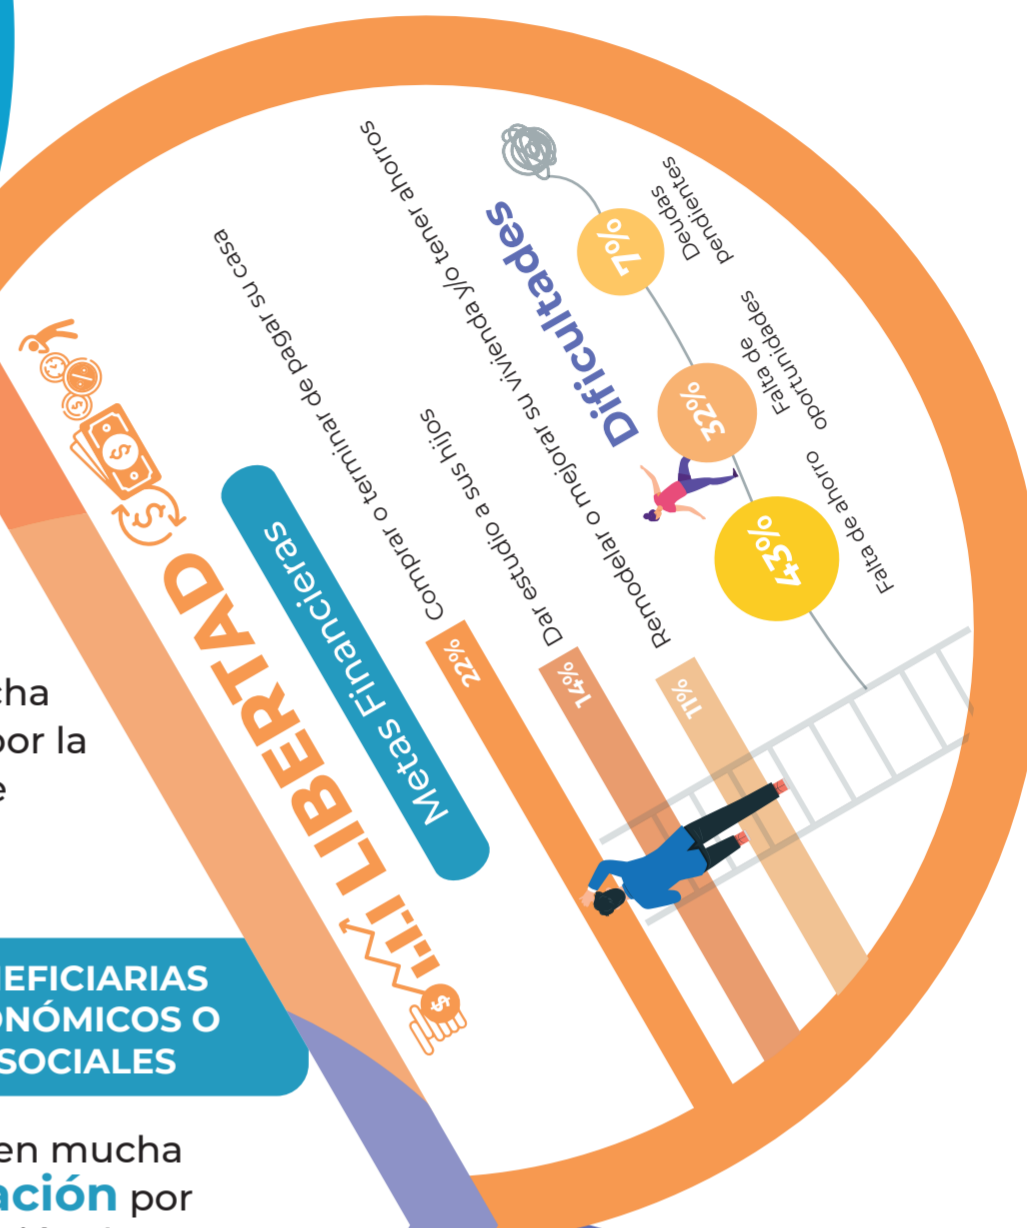 LIBERTAD
Metas Financieras
22%
Comprar o terminar de pagar su casa
14%
Dar estudio a sus hijos
11%
Remodelar o mejorar su vivienda y/o tener ahorros
Dificultades
43%
Falta de ahorro
32%
Falta de
oportunidades
7%
Deudas
pendientes
cha
por la
e
EFICIARIAS
NÓMICOS O
SOCIALES
en mucha
ación por